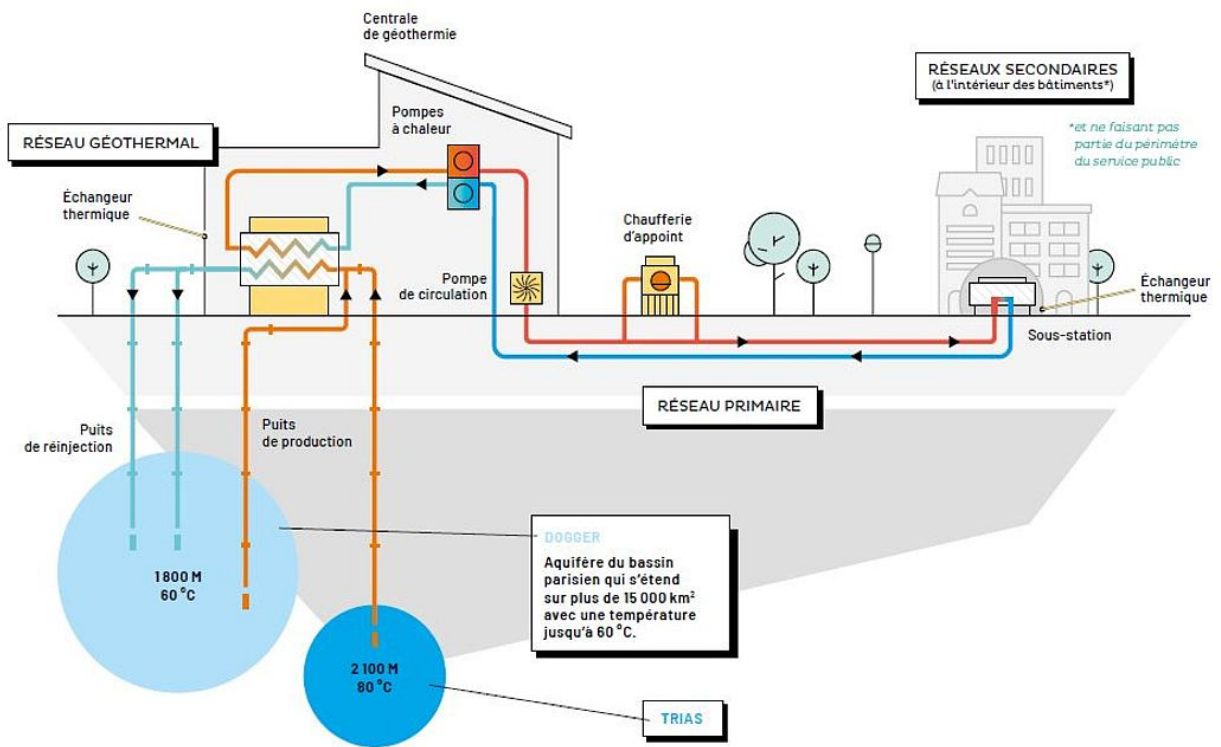 Centrale
de géothermie
RÉSEAUX SECONDAIRES
(à l'intérieur des bâtiments*)
*et ne faisant pas
partie du périmètre
du service public
RÉSEAU GÉOTHERMAL
Pompes
à chaleur
Échangeur
thermique
Chaufferie
d'appoint
Pompe
de circulation
Échangeur
thermique
Sous-station
RÉSEAU PRIMAIRE
Puits
de réinjection
Puits
de production
DOGGER
Aquifère du bassin
parisien qui s'étend
sur plus de 15 000 km²
avec une température
jusqu'à 60 °C.
1 800 M
60 °C
2 100 M
80 °C
TRIAS